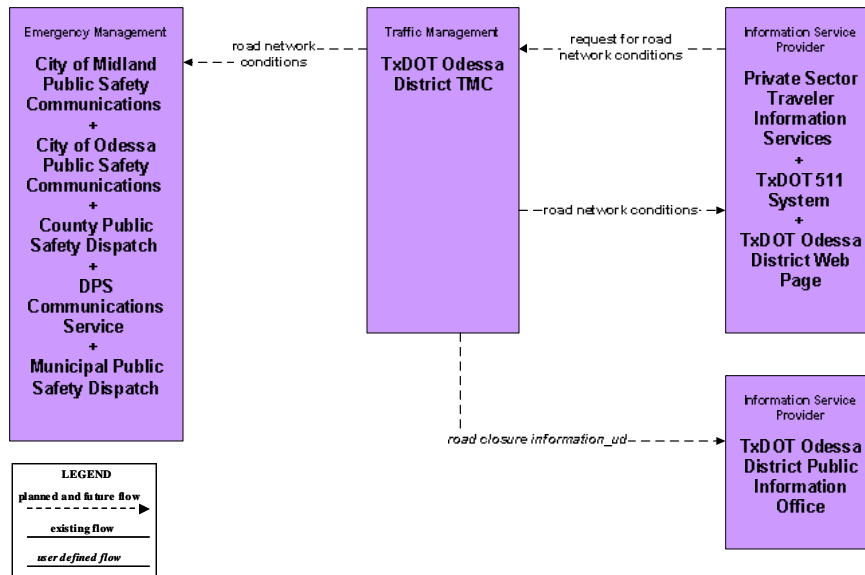 Emergency Management
City of Midland
Public Safety
Communications
+
City of Odessa
Public Safety
Communications
+
County Public
Safety Dispatch
+
DPS
Communications
Service
+
Municipal Public
Safety Dispatch
road network
conditions
Traffic Management
TxDOT Odessa
District TMC
request for road
network conditions
road network conditions
Information Service
Provider
Private Sector
Traveler
Information
Services
+
TxDOT 511
System
+
TxDOT Odessa
District Web
Page
road closure information_ud
Information Service
Provider
TxDOT Odessa
District Public
Information
Office
LEGEND
planned and future flow
existing flow
user defined flow